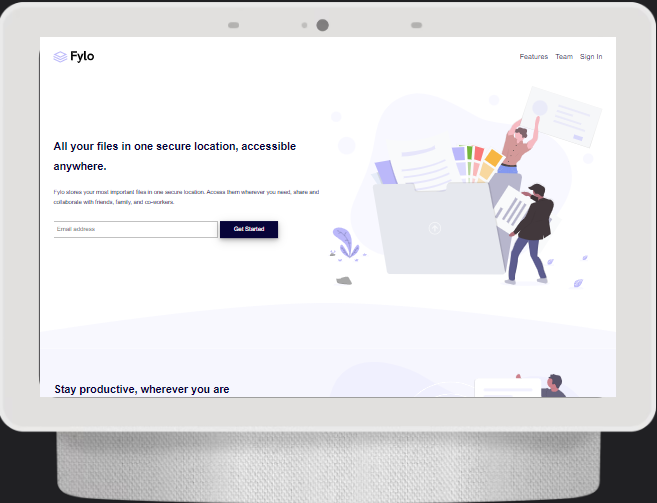 Fylo
Features Team Sign In
All your files in one secure location, accessible
anywhere.
Fylo stores your most important files in one secure location. Access them wherever you need, share and
collaborate with friends, family, and co-workers.
Email address Get Started
Stay productive, wherever you are